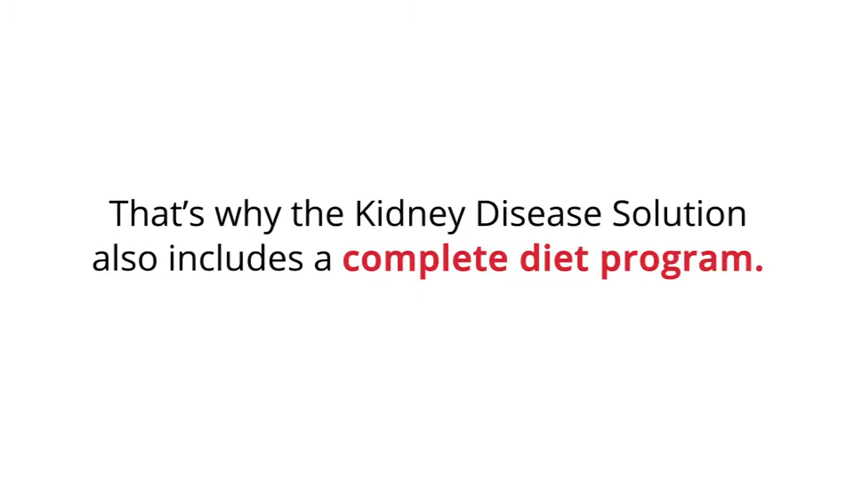 That’s why the Kidney Disease Solution
also includes a complete diet program.